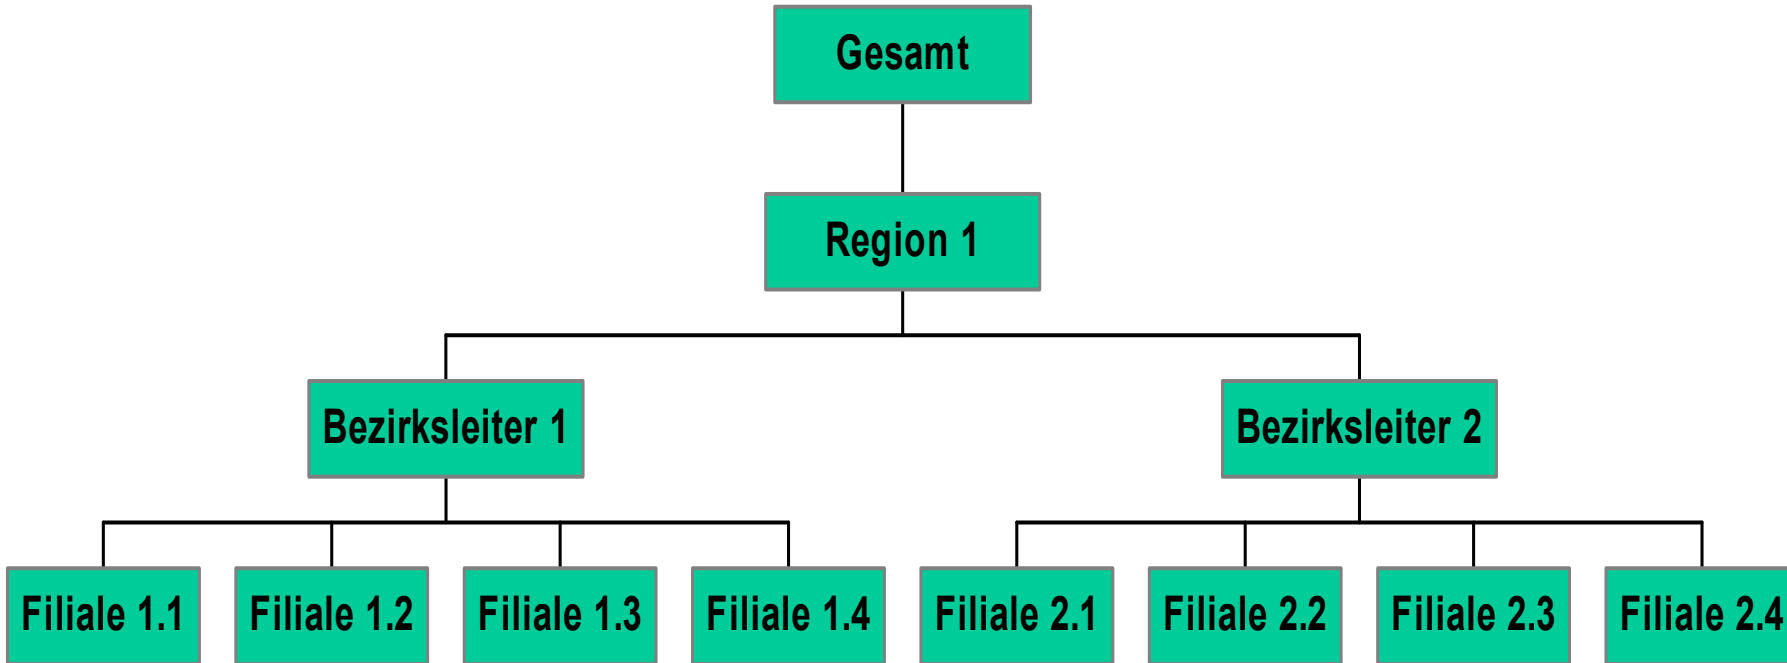 Gesamt
Region 1
Bezirksleiter 1
Bezirksleiter 2
Filiale 1.1
Filiale 1.2
Filiale 1.3
Filiale 1.4
Filiale 2.1
Filiale 2.2
Filiale 2.3
Filiale 2.4